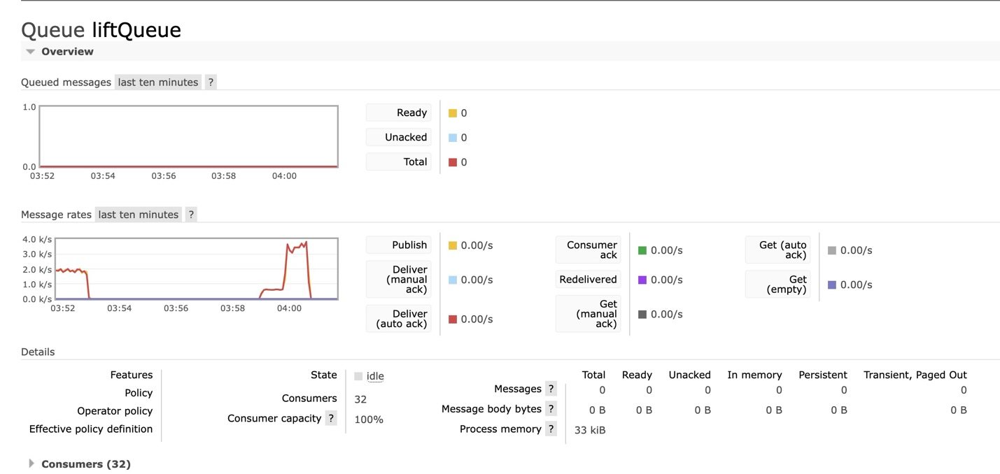 Queue liftQueue
Overview
Queued messages last ten minutes ?
1.0
0.0
03:52 03:54 03:56 03:58 04:00
Ready 0
Unacked 0
Total 0
Message rates last ten minutes ?
4.0 k/s
3.0 k/s
2.0 k/s
1.0 k/s
0.0 k/s
03:52 03:54 03:56 03:58 04:00
Publish 0.00/s
Deliver
(manual
ack)
0.00/s
Deliver
(auto ack)
0.00/s
Consumer
ack
0.00/s
Redelivered 0.00/s
Get
(manual
ack)
0.00/s
Get (auto
ack)
0.00/s
Get
(empty)
0.00/s
Details
Features
Policy
Operator policy
Effective policy definition
State idle
Consumers 32
Consumer capacity ? 100%
Total Ready Unacked In memory Persistent Transient, Paged Out
Messages ? 0 0 0 0 0 0
Message body bytes ? 0 B 0 B 0 B 0 B 0 B 0 B
Process memory ? 33 kiB
Consumers (32)